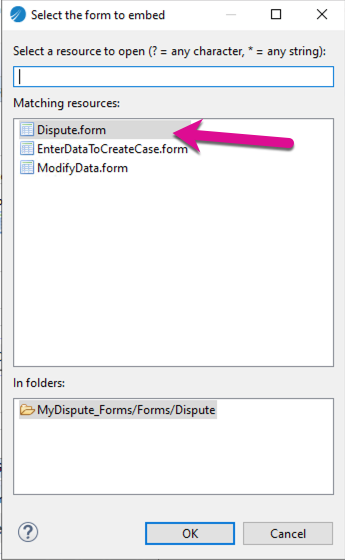 Select the form to embed
Select a resource to open (? = any character, * = any string):
Matching resources:
Dispute.form
EnterDataToCreateCase.form
ModifyData.form
In folders:
MyDispute_Forms/Forms/Dispute
?
OK
Cancel